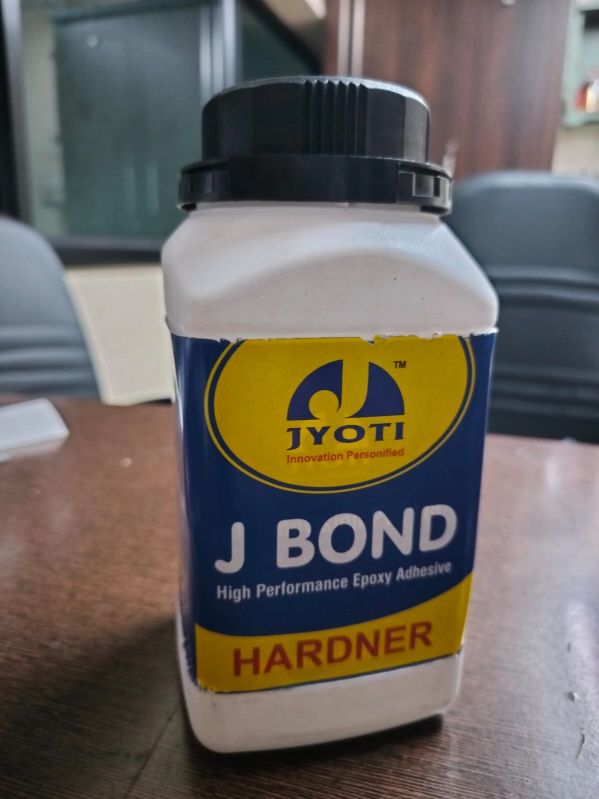 TM
JYOTI
Innovation Personified
J BOND
High Performance Epoxy Adhesive
HARDNER